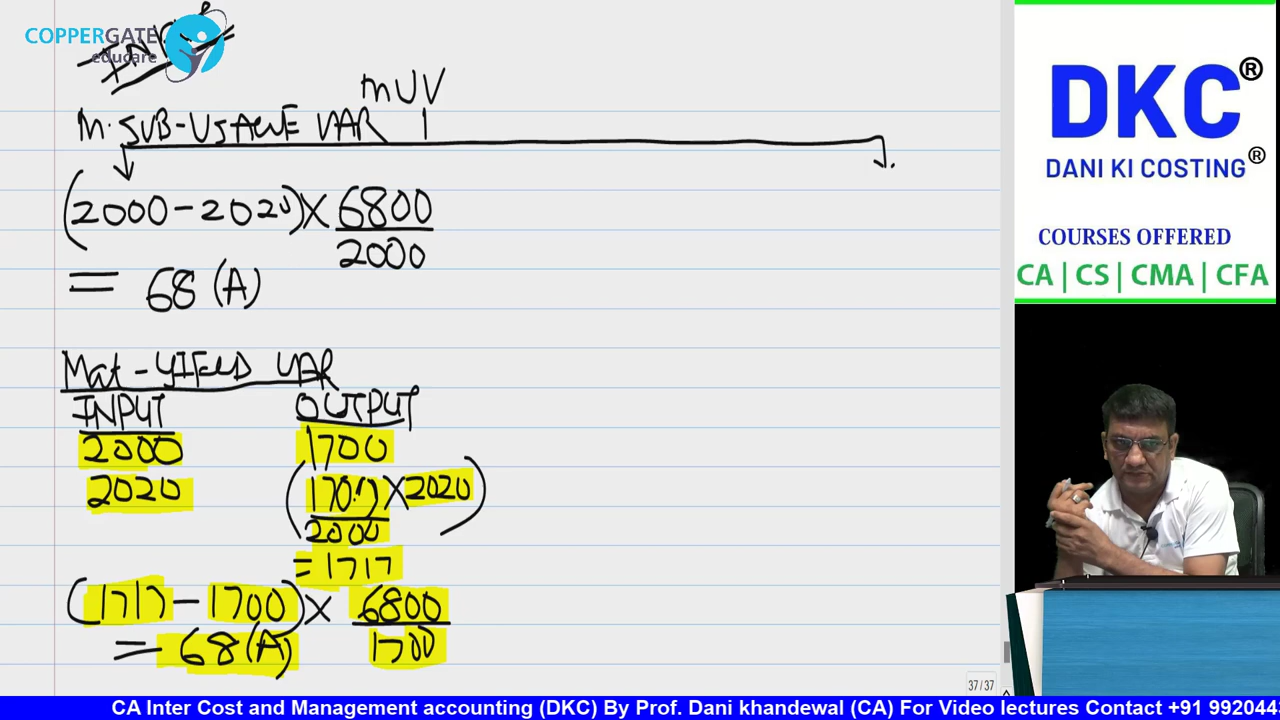 COPPERGATE
educare
mUV
M. SUB-USAGE VAR
(2000-2020)×6800
2000
= 68 (A)
Mat-YIELD VAR
INPUT OUTPUT
2000 1700
2020 (1700×2020)
2000
= 1717
(1717-1700)× 6800
= 68(A) 1700
DKC®
DANI KI COSTING®
COURSES OFFERED
CA | CS | CMA | CFA
37/37
CA Inter Cost and Management accounting (DKC) By Prof. Dani khandewal (CA) For Video lectures Contact +91 992044